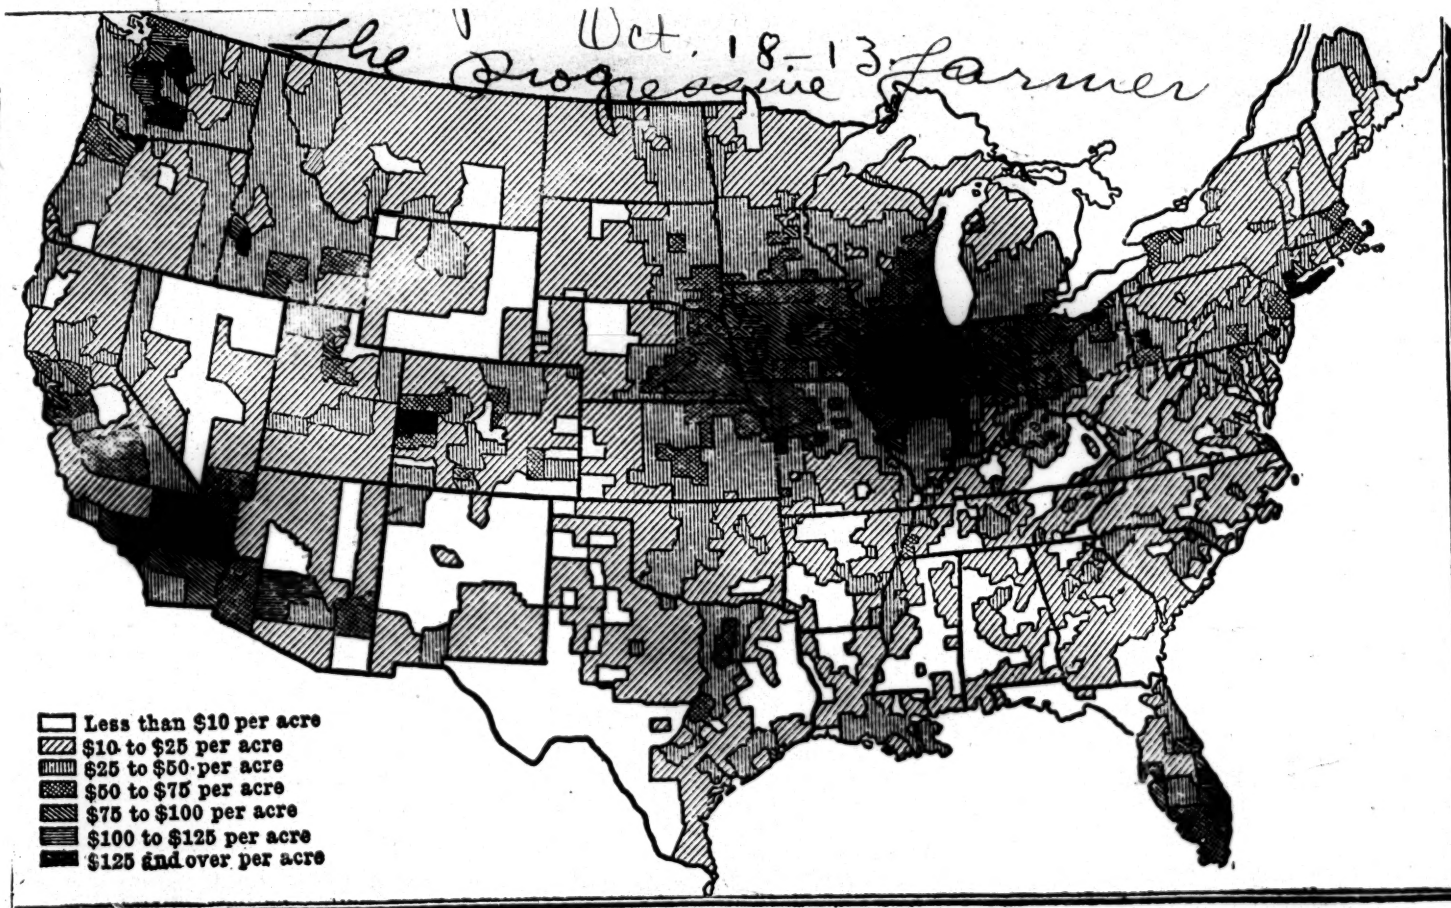 Oct. 18-13
The Progressive Farmer
Less than $10 per acre
$10 to $25 per acre
$25 to $50 per acre
$50 to $75 per acre
$75 to $100 per acre
$100 to $125 per acre
$125 and over per acre